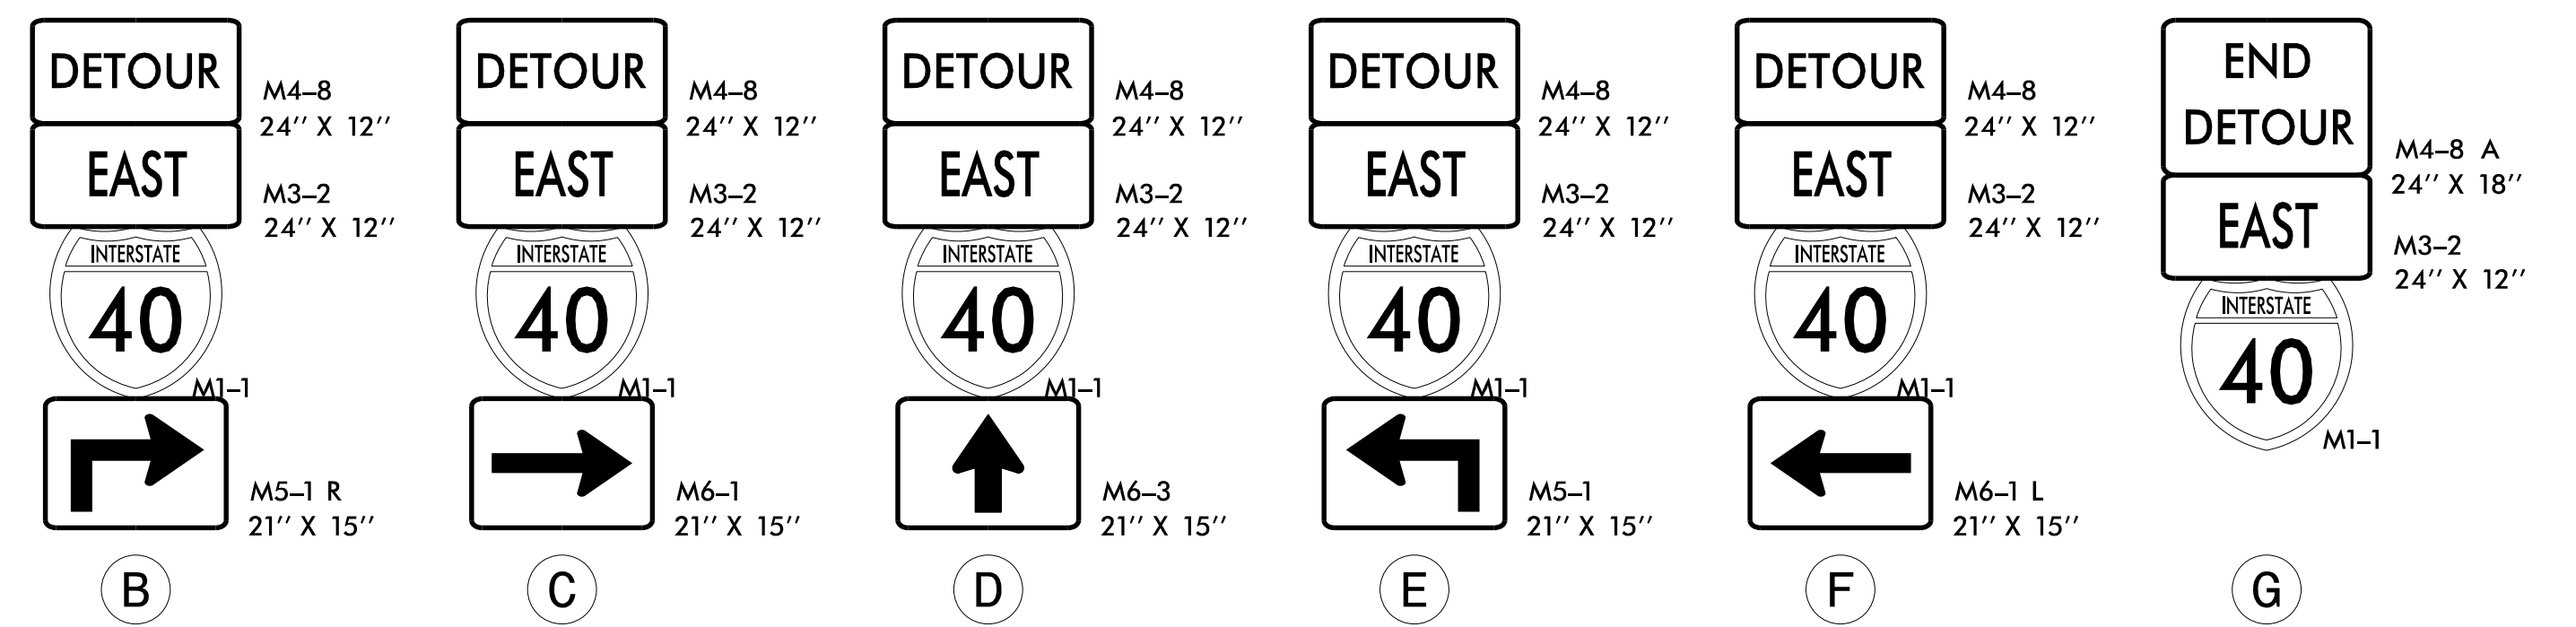 DETOUR
M4-8
24'' X 12''
EAST
M3-2
24'' X 12''
INTERSTATE
40
M1-1
M5-1 R
21'' X 15''
B
DETOUR
M4-8
24'' X 12''
EAST
M3-2
24'' X 12''
INTERSTATE
40
M1-1
M6-1
21'' X 15''
C
DETOUR
M4-8
24'' X 12''
EAST
M3-2
24'' X 12''
INTERSTATE
40
M1-1
M6-3
21'' X 15''
D
DETOUR
M4-8
24'' X 12''
EAST
M3-2
24'' X 12''
INTERSTATE
40
M1-1
M5-1
21'' X 15''
E
DETOUR
M4-8
24'' X 12''
EAST
M3-2
24'' X 12''
INTERSTATE
40
M1-1
M6-1 L
21'' X 15''
F
END
DETOUR
M4-8 A
24'' X 18''
EAST
M3-2
24'' X 12''
INTERSTATE
40
M1-1
G